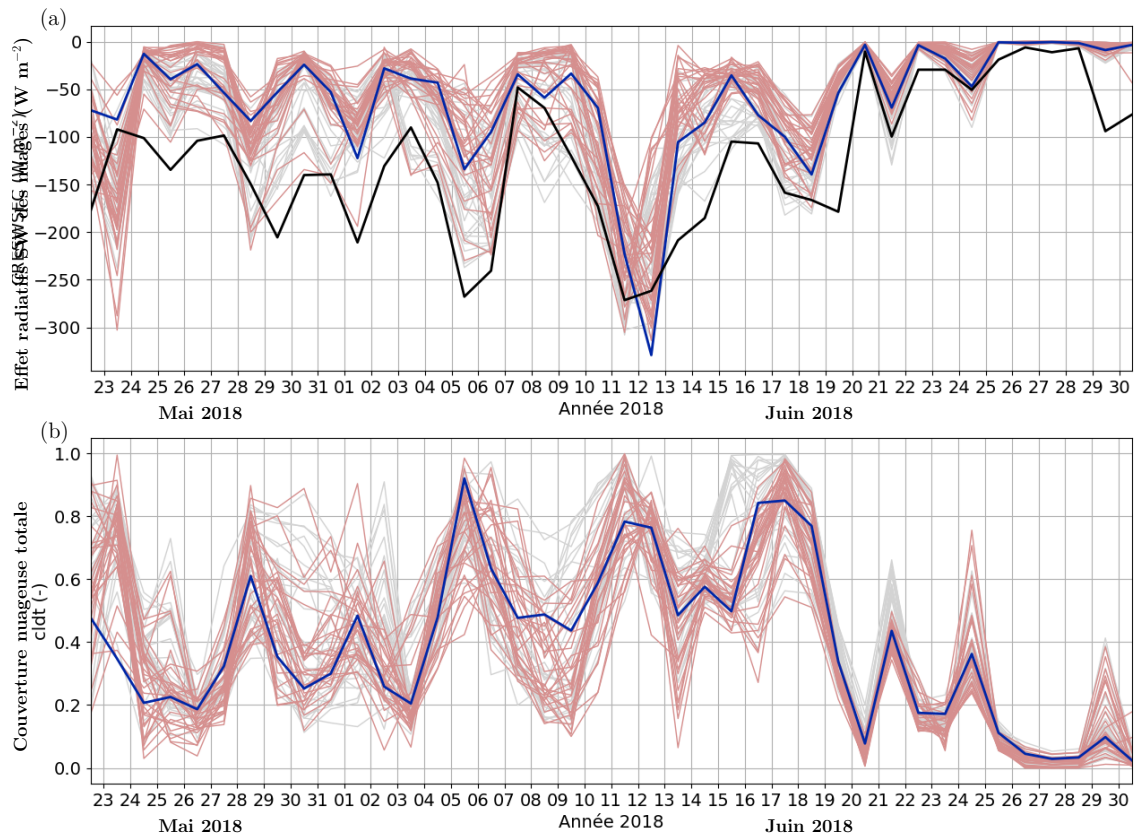 (a)
Effet radiatifs SW des nuages (W m⁻²)
0
−50
−100
−150
−200
−250
−300
23 24 25 26 27 28 29 30 31 01 02 03 04 05 06 07 08 09 10 11 12 13 14 15 16 17 18 19 20 21 22 23 24 25 26 27 28 29 30
Année 2018
Mai 2018 Juin 2018
(b)
Couverture nuageuse totale
cldt (-)
1.0
0.8
0.6
0.4
0.2
0.0
23 24 25 26 27 28 29 30 31 01 02 03 04 05 06 07 08 09 10 11 12 13 14 15 16 17 18 19 20 21 22 23 24 25 26 27 28 29 30
Année 2018
Mai 2018 Juin 2018